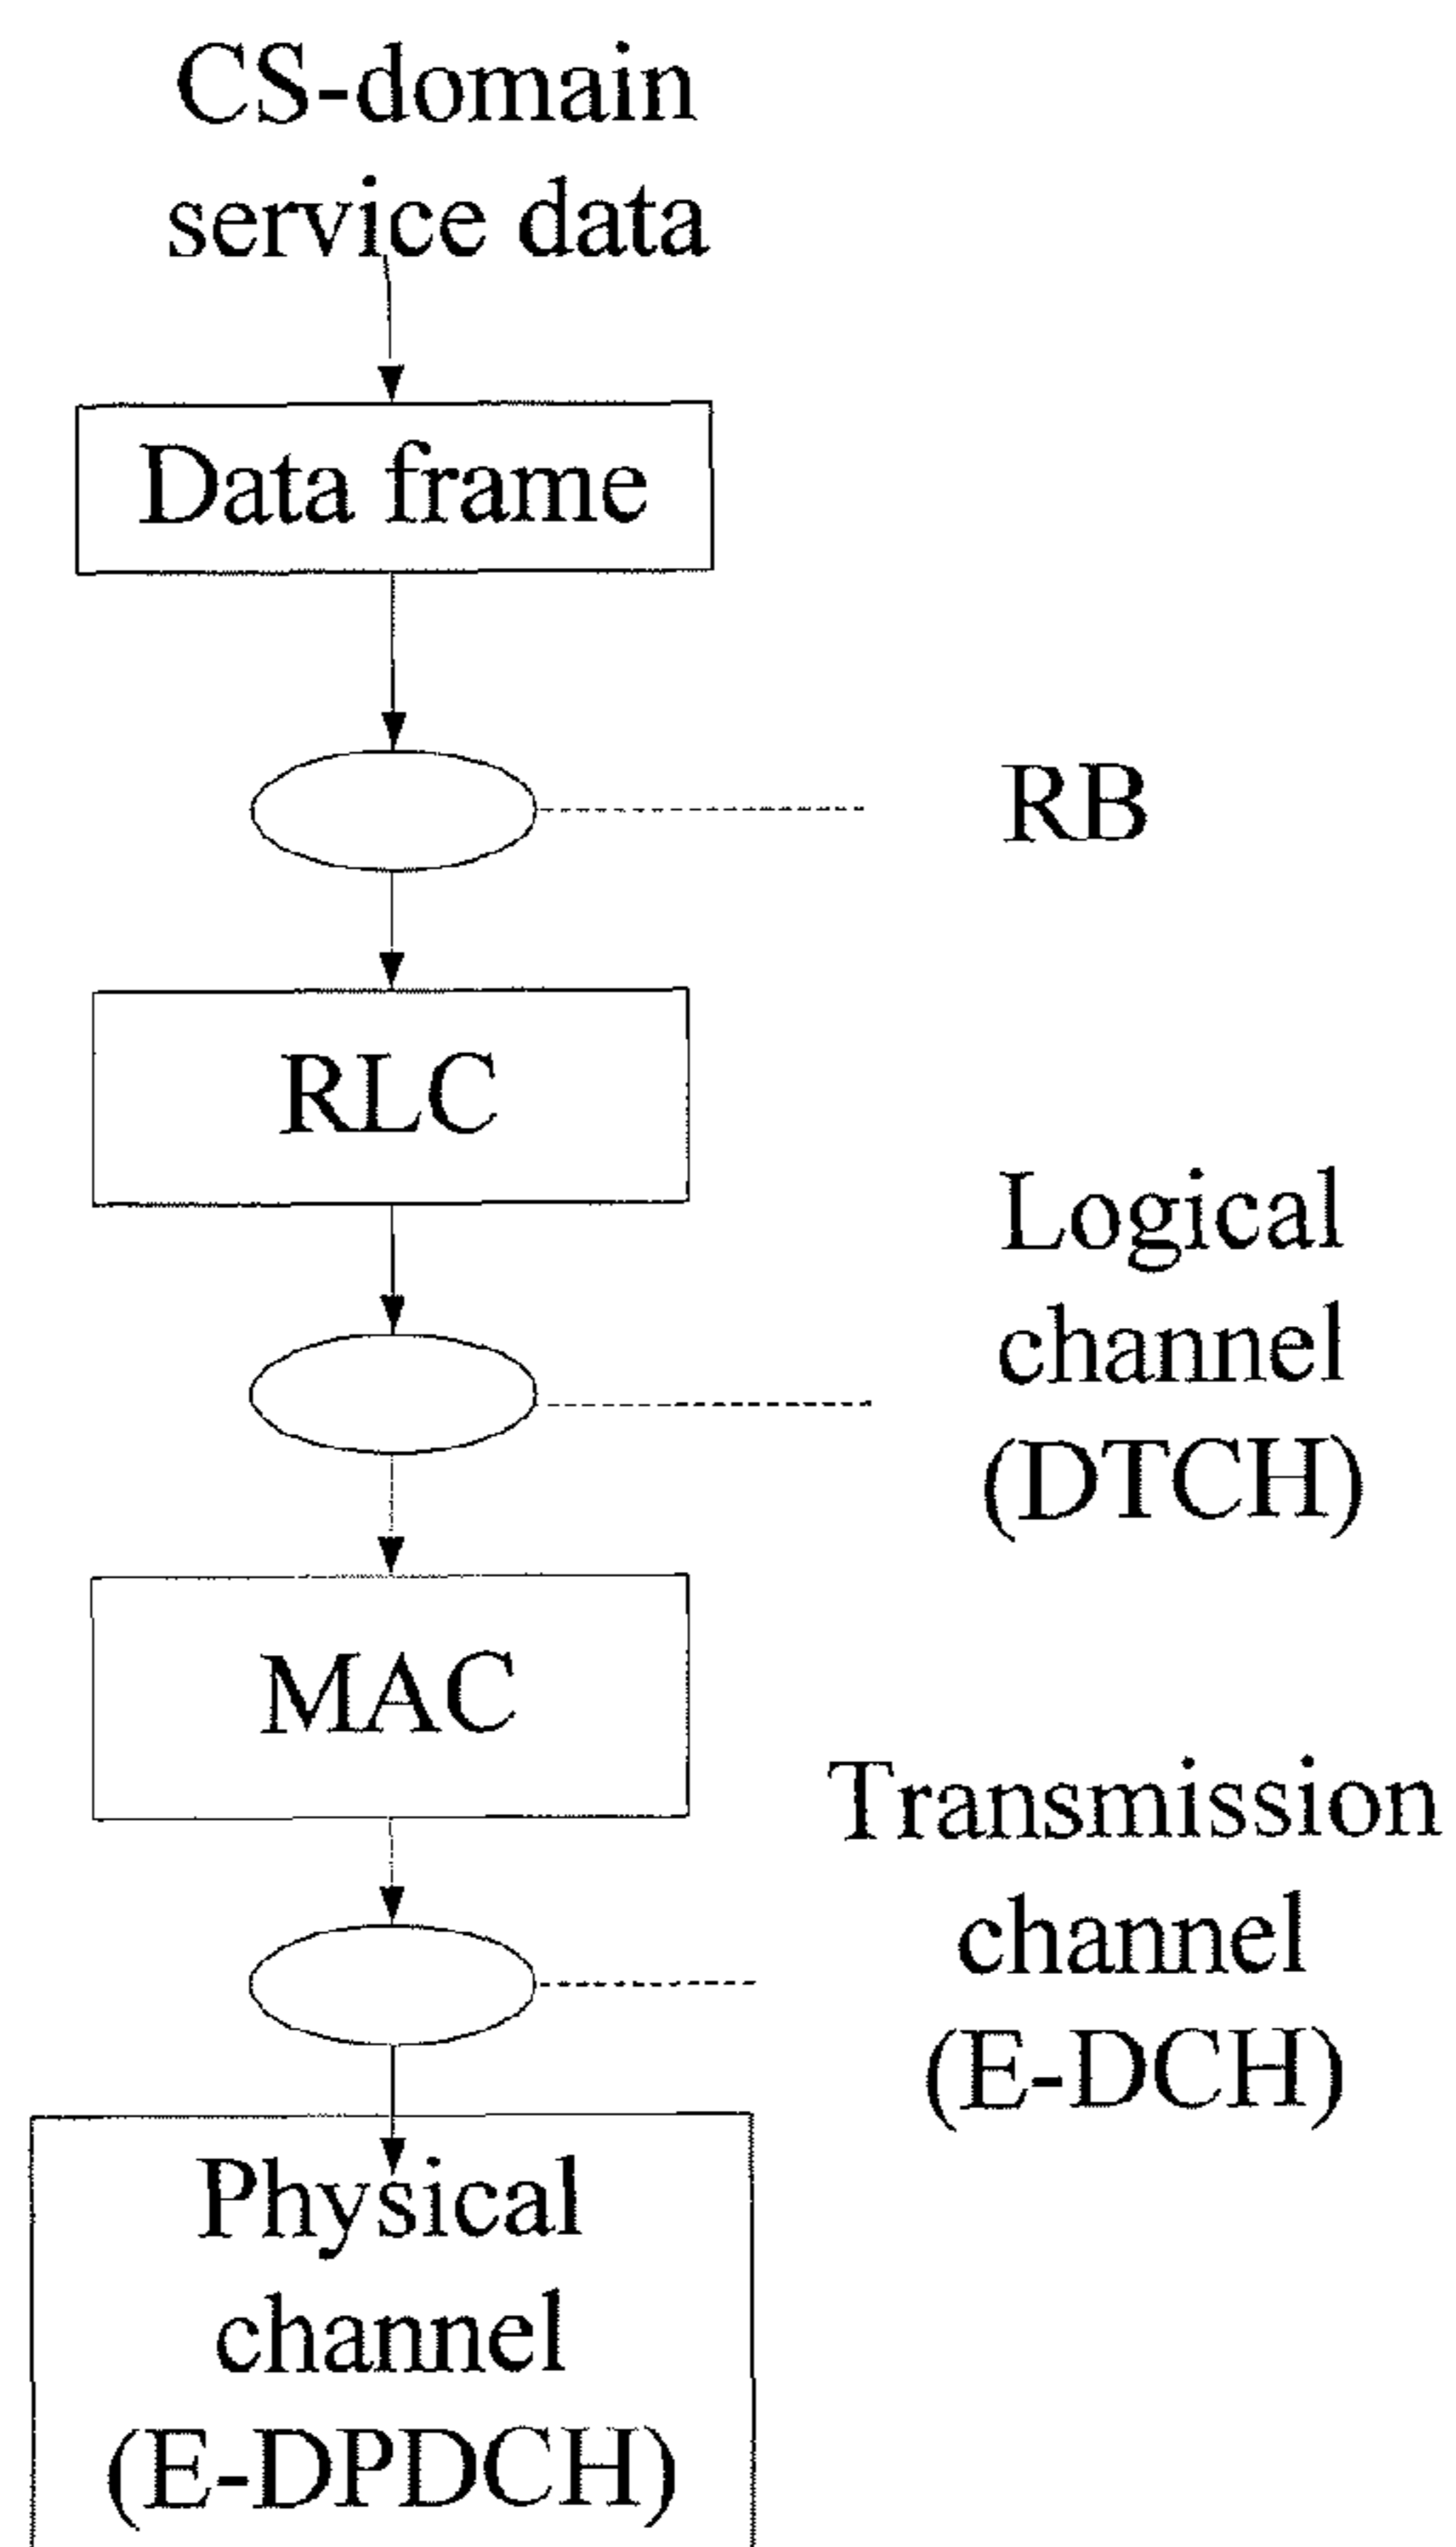 CS-domain
service data
Data frame
RB
RLC
Logical
channel
(DTCH)
MAC
Transmission
channel
(E-DCH)
Physical
channel
(E-DPDCH)